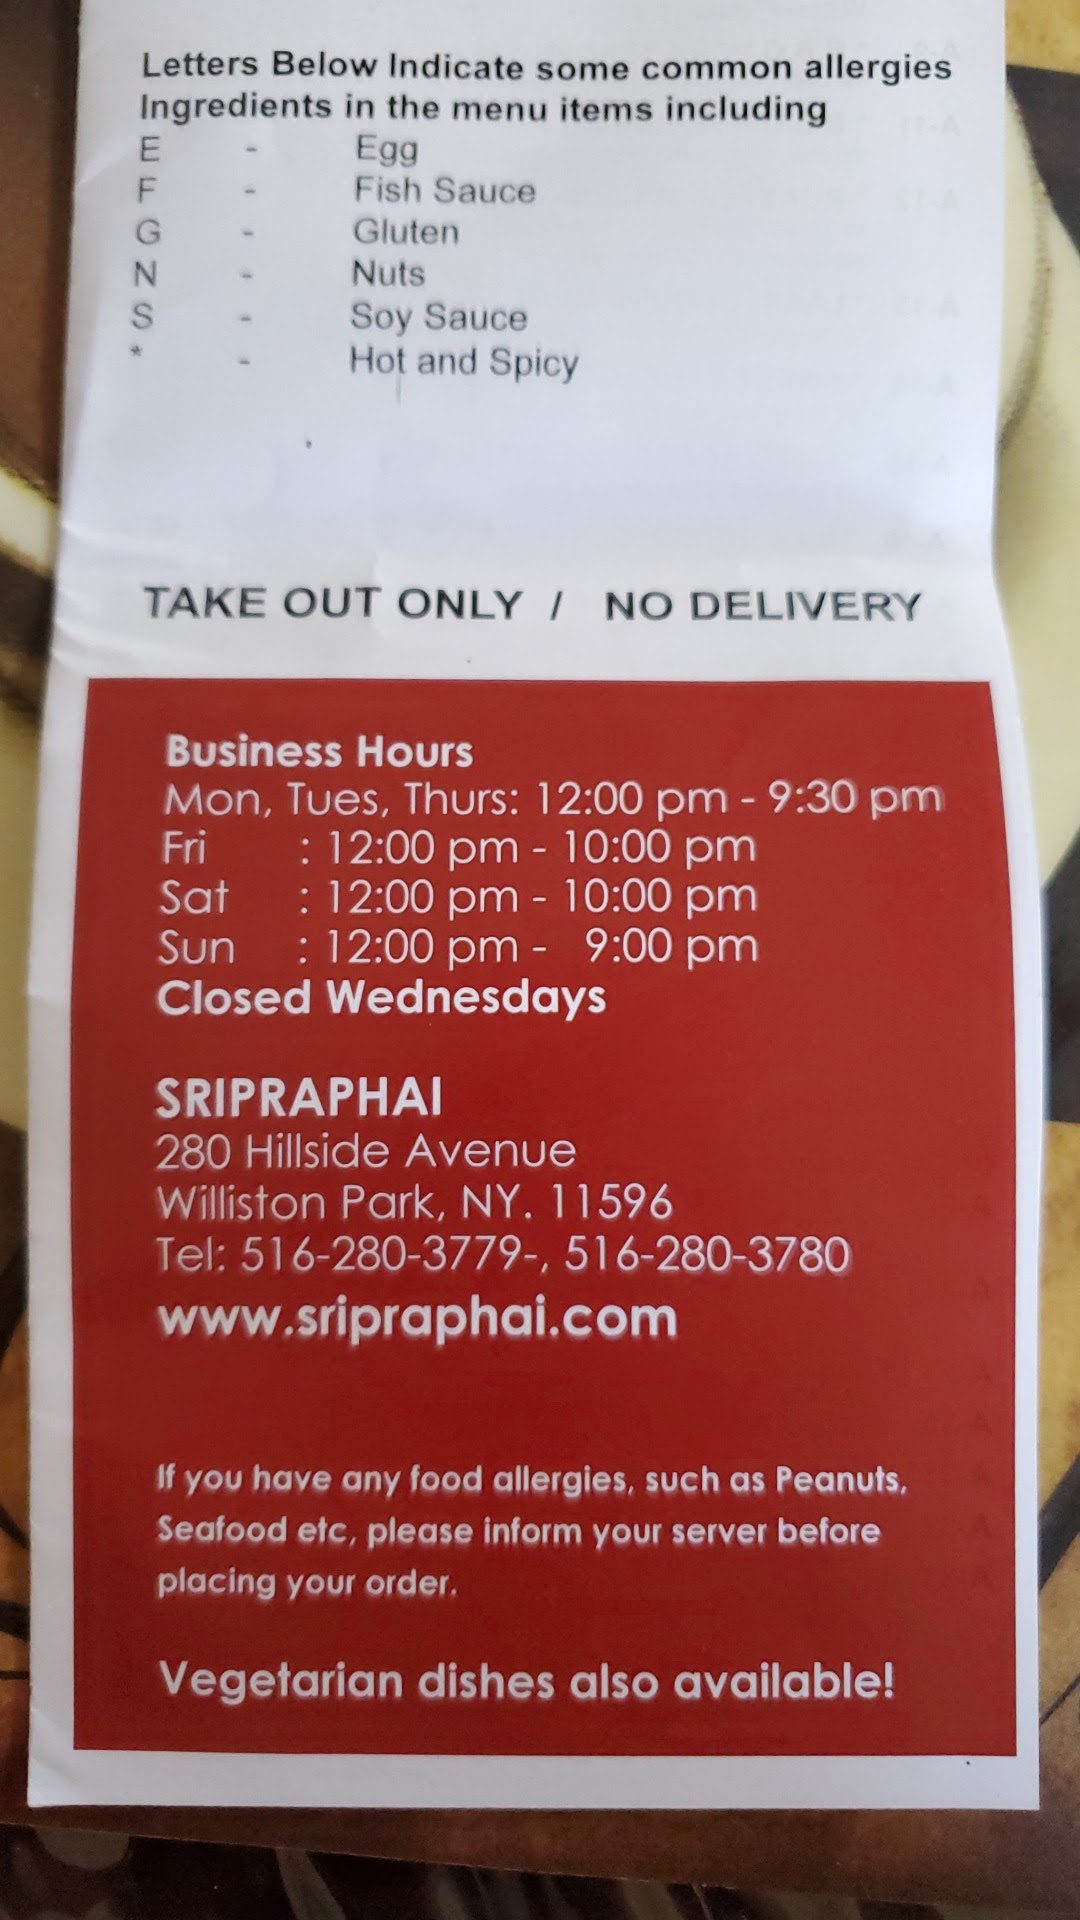 Letters Below Indicate some common allergies
Ingredients in the menu items including
E - Egg
F - Fish Sauce
G - Gluten
N - Nuts
S - Soy Sauce
* - Hot and Spicy
TAKE OUT ONLY / NO DELIVERY
Business Hours
Mon, Tues, Thurs: 12:00 pm - 9:30 pm
Fri : 12:00 pm - 10:00 pm
Sat : 12:00 pm - 10:00 pm
Sun : 12:00 pm - 9:00 pm
Closed Wednesdays
SRIPRAPHAI
280 Hillside Avenue
Williston Park, NY. 11596
Tel: 516-280-3779-, 516-280-3780
www.sripraphai.com
If you have any food allergies, such as Peanuts,
Seafood etc, please inform your server before
placing your order.
Vegetarian dishes also available!